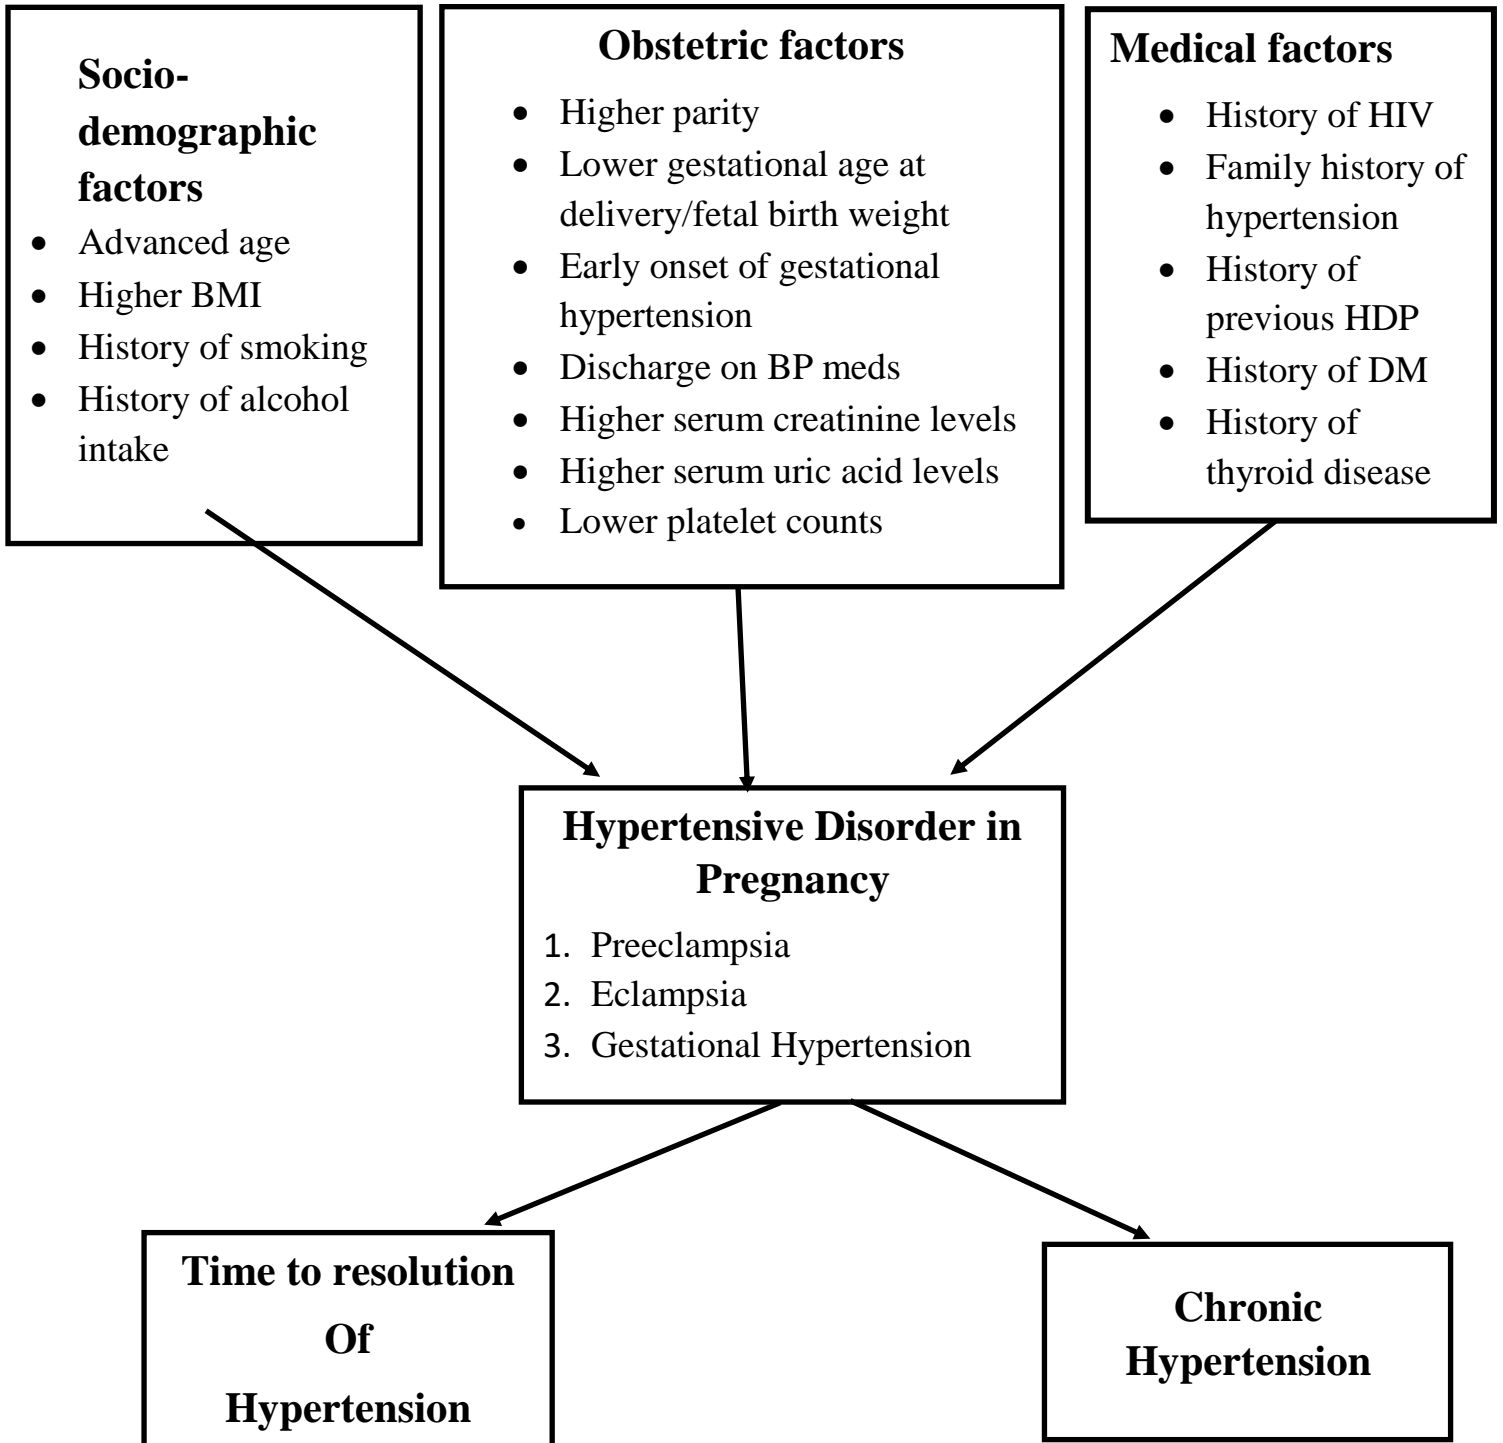 Socio-
demographic
factors
• Advanced age
• Higher BMI
• History of smoking
• History of alcohol
intake
Obstetric factors
• Higher parity
• Lower gestational age at
delivery/fetal birth weight
• Early onset of gestational
hypertension
• Discharge on BP meds
• Higher serum creatinine levels
• Higher serum uric acid levels
• Lower platelet counts
Medical factors
• History of HIV
• Family history of
hypertension
• History of
previous HDP
• History of DM
• History of
thyroid disease
Hypertensive Disorder in
Pregnancy
1. Preeclampsia
2. Eclampsia
3. Gestational Hypertension
Time to resolution
Of
Hypertension
Chronic
Hypertension